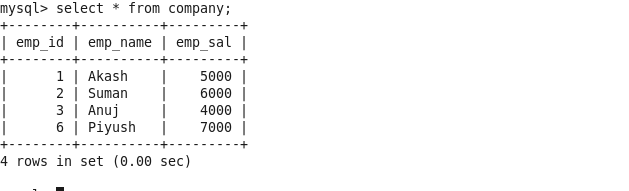 mysql> select * from company;
+--------+----------+---------+
| emp_id | emp_name | emp_sal |
+--------+----------+---------+
|      1 | Akash    |    5000 |
|      2 | Suman    |    6000 |
|      3 | Anuj     |    4000 |
|      6 | Piyush   |    7000 |
+--------+----------+---------+
4 rows in set (0.00 sec)